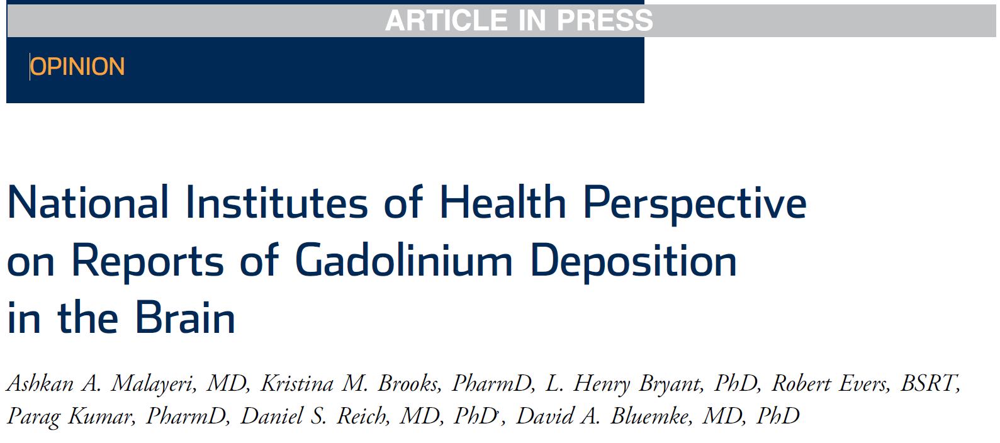 ARTICLE IN PRESS
OPINION
National Institutes of Health Perspective
on Reports of Gadolinium Deposition
in the Brain
Ashkan A. Malayeri, MD, Kristina M. Brooks, PharmD, L. Henry Bryant, PhD, Robert Evers, BSRT,
Parag Kumar, PharmD, Daniel S. Reich, MD, PhD, , David A. Bluemke, MD, PhD